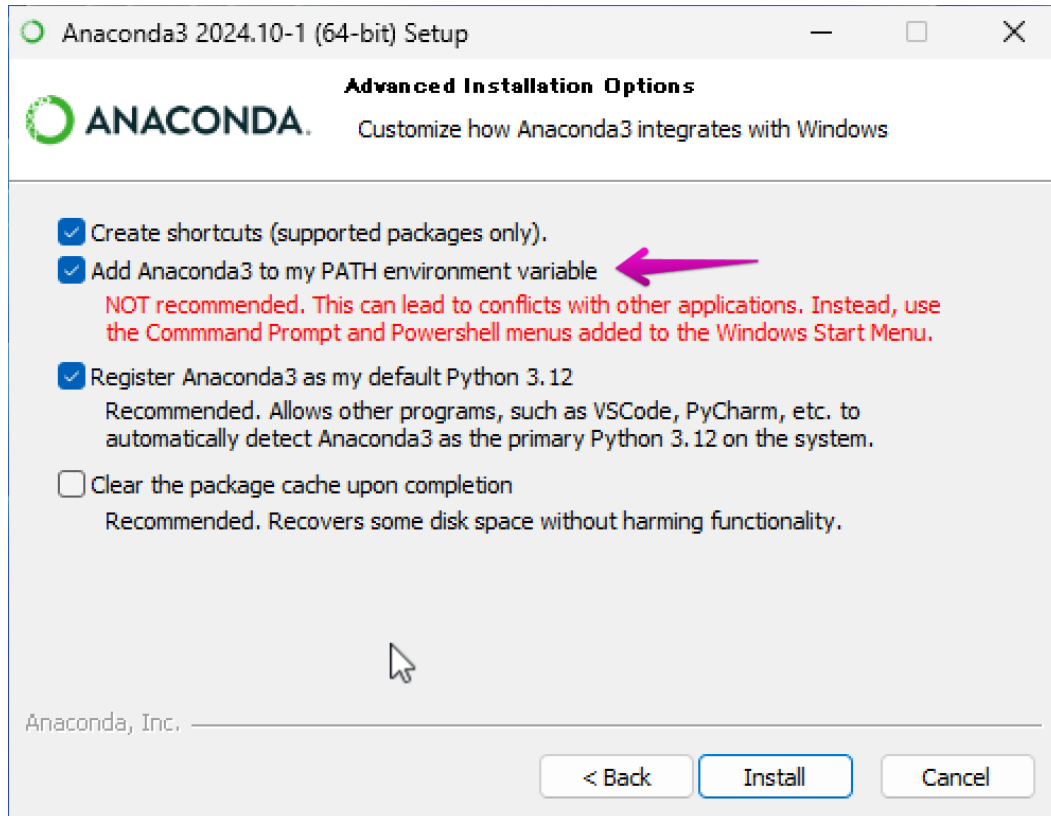 Anaconda3 2024.10-1 (64-bit) Setup
ANACONDA.
Advanced Installation Options
Customize how Anaconda3 integrates with Windows
Create shortcuts (supported packages only).
Add Anaconda3 to my PATH environment variable
NOT recommended. This can lead to conflicts with other applications. Instead, use
the Commmand Prompt and Powershell menus added to the Windows Start Menu.
Register Anaconda3 as my default Python 3.12
Recommended. Allows other programs, such as VSCode, PyCharm, etc. to
automatically detect Anaconda3 as the primary Python 3.12 on the system.
Clear the package cache upon completion
Recommended. Recovers some disk space without harming functionality.
Anaconda, Inc.
< Back
Install
Cancel